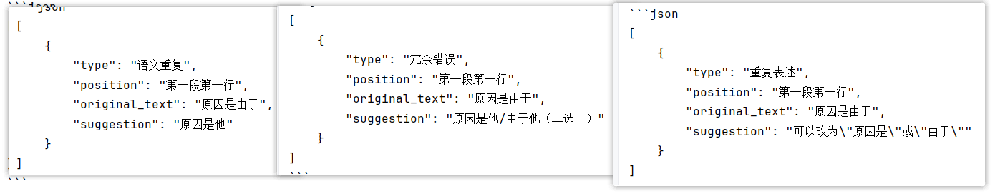 ```json
[
{
"type": "语义重复",
"position": "第一段第一行",
"original_text": "原因是由于",
"suggestion": "原因是他"
}
]
```
[
{
"type": "冗余错误",
"position": "第一段第一行",
"original_text": "原因是由于",
"suggestion": "原因是他/由于他（二选一）"
}
]
```
```json
[
{
"type": "重复表述",
"position": "第一段第一行",
"original_text": "原因是由于",
"suggestion": "可以改为\"原因是\"或\"由于\""
}
]